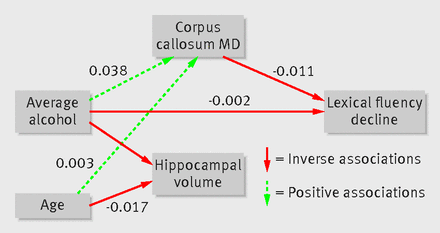 Corpus
callosum MD
0.038
-0.011
-0.002
Average
alcohol
Lexical fluency
decline
0.003
Hippocampal
volume
= Inverse associations
Age
-0.017
= Positive associations